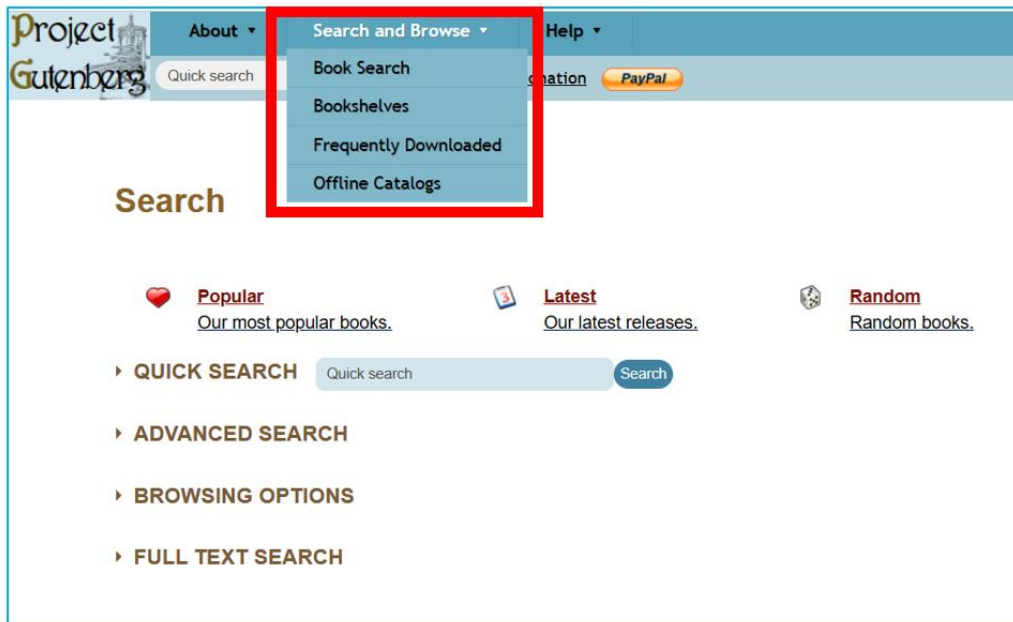 Project
Gutenberg
About
Search and Browse
Help
Quick search
onation
PayPal
Book Search
Bookshelves
Frequently Downloaded
Offline Catalogs
Search
3
Popular
Our most popular books.
Latest
Our latest releases.
Random
Random books.
QUICK SEARCH
Quick search
Search
ADVANCED SEARCH
BROWSING OPTIONS
FULL TEXT SEARCH